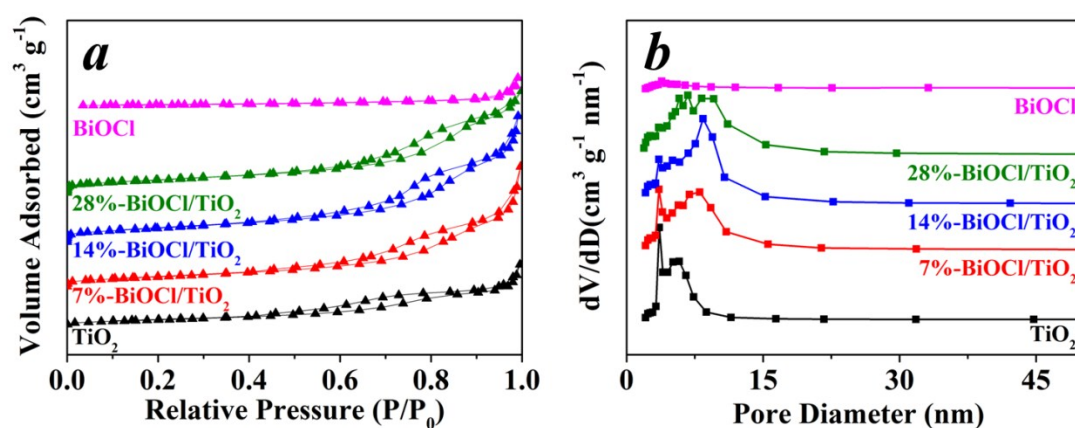 a
Volume Adsorbed (cm³ g⁻¹)
BiOCl
28%-BiOCl/TiO₂
14%-BiOCl/TiO₂
7%-BiOCl/TiO₂
TiO₂
0.0 0.2 0.4 0.6 0.8 1.0
Relative Pressure (P/P₀)
b
dV/dD(cm³ g⁻¹ nm⁻¹)
BiOCl
28%-BiOCl/TiO₂
14%-BiOCl/TiO₂
7%-BiOCl/TiO₂
TiO₂
0 15 30 45
Pore Diameter (nm)